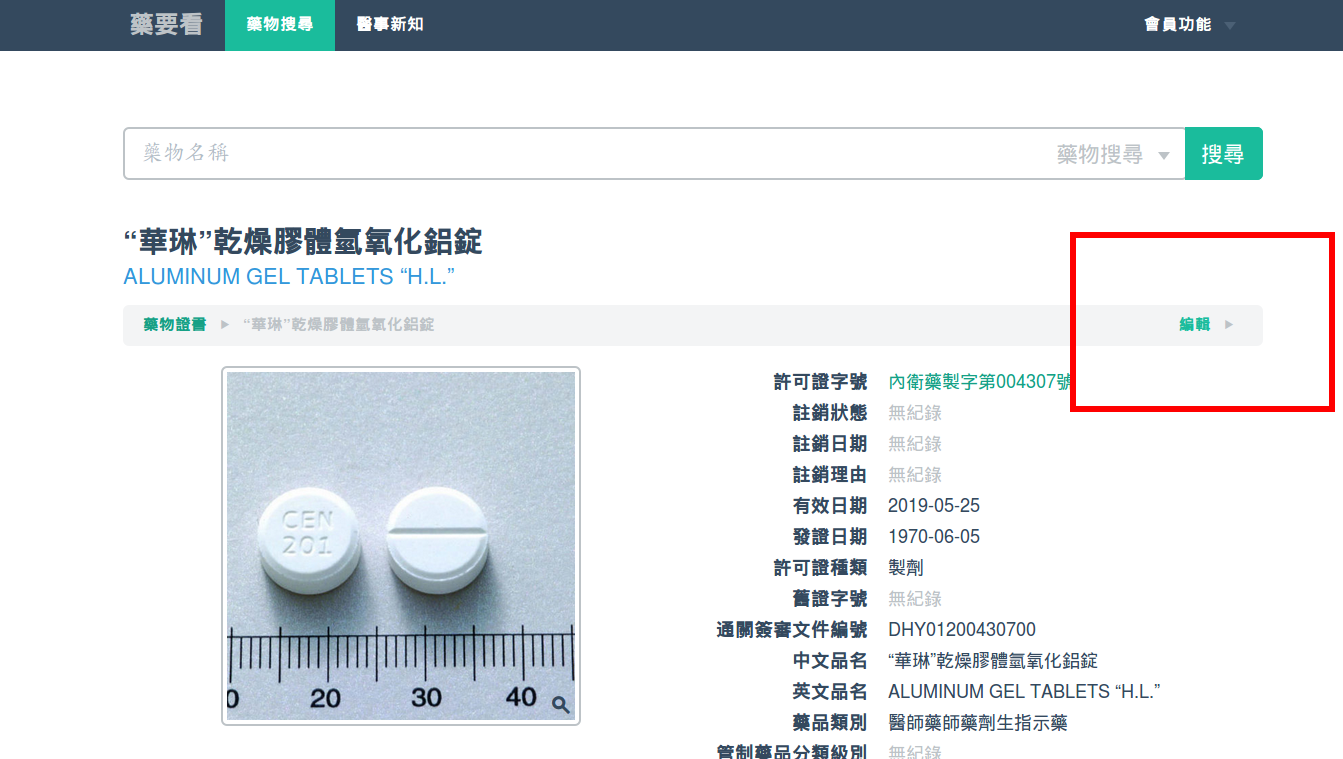 藥要看 藥物搜尋 醫事新知 會員功能
藥物名稱 藥物搜尋 搜尋
“華琳”乾燥膠體氫氧化鋁錠
ALUMINUM GEL TABLETS “H.L.”
藥物證書 “華琳”乾燥膠體氫氧化鋁錠 編輯
許可證字號 內衛藥製字第004307號
註銷狀態 無紀錄
註銷日期 無紀錄
註銷理由 無紀錄
有效日期 2019-05-25
發證日期 1970-06-05
許可證種類 製劑
舊證字號 無紀錄
通關簽審文件編號 DHY01200430700
中文品名 “華琳”乾燥膠體氫氧化鋁錠
英文品名 ALUMINUM GEL TABLETS “H.L.”
藥品類別 醫師藥師藥劑生指示藥
管制藥品分類級別 無紀錄
CEN
201
0 20 30 40